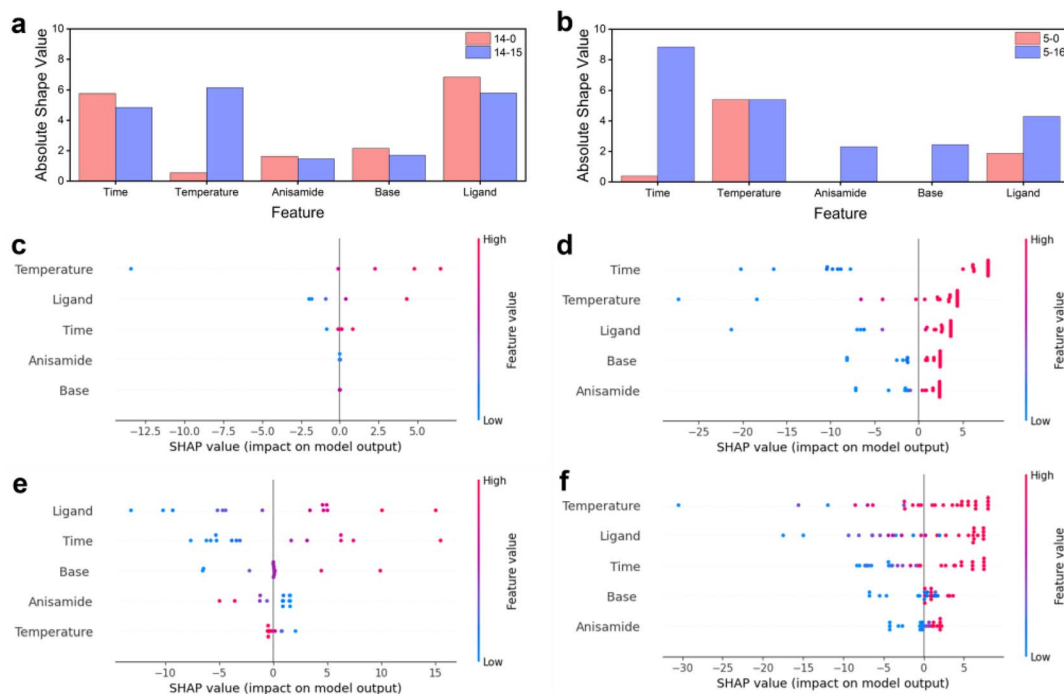 a
Absolute Shape Value
10
8
6
4
2
0
14-0
14-15
Time Temperature Anisamide Base Ligand
Feature
b
Absolute Shape Value
10
8
6
4
2
0
5-0
5-16
Time Temperature Anisamide Base Ligand
Feature
c
Temperature
Ligand
Time
Anisamide
Base
−12.5 −10.0 −7.5 −5.0 −2.5 0.0 2.5 5.0
SHAP value (impact on model output)
High
Feature value
Low
d
Time
Temperature
Ligand
Base
Anisamide
−25 −20 −15 −10 −5 0 5
SHAP value (impact on model output)
High
Feature value
Low
e
Ligand
Time
Base
Anisamide
Temperature
−10 −5 0 5 10 15
SHAP value (impact on model output)
High
Feature value
Low
f
Temperature
Ligand
Time
Base
Anisamide
−30 −25 −20 −15 −10 −5 0 5
SHAP value (impact on model output)
High
Feature value
Low